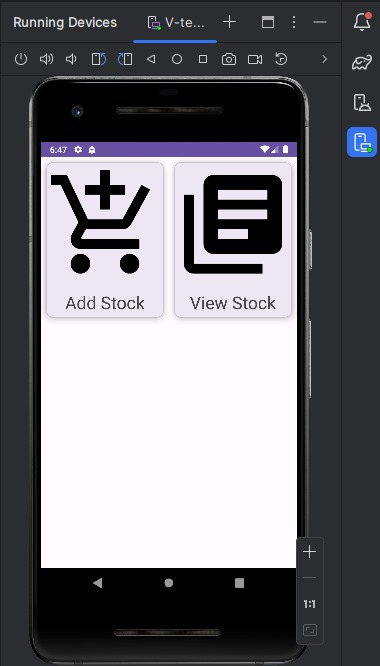 Running Devices
V-te...
6:47
Add Stock
View Stock
1:1